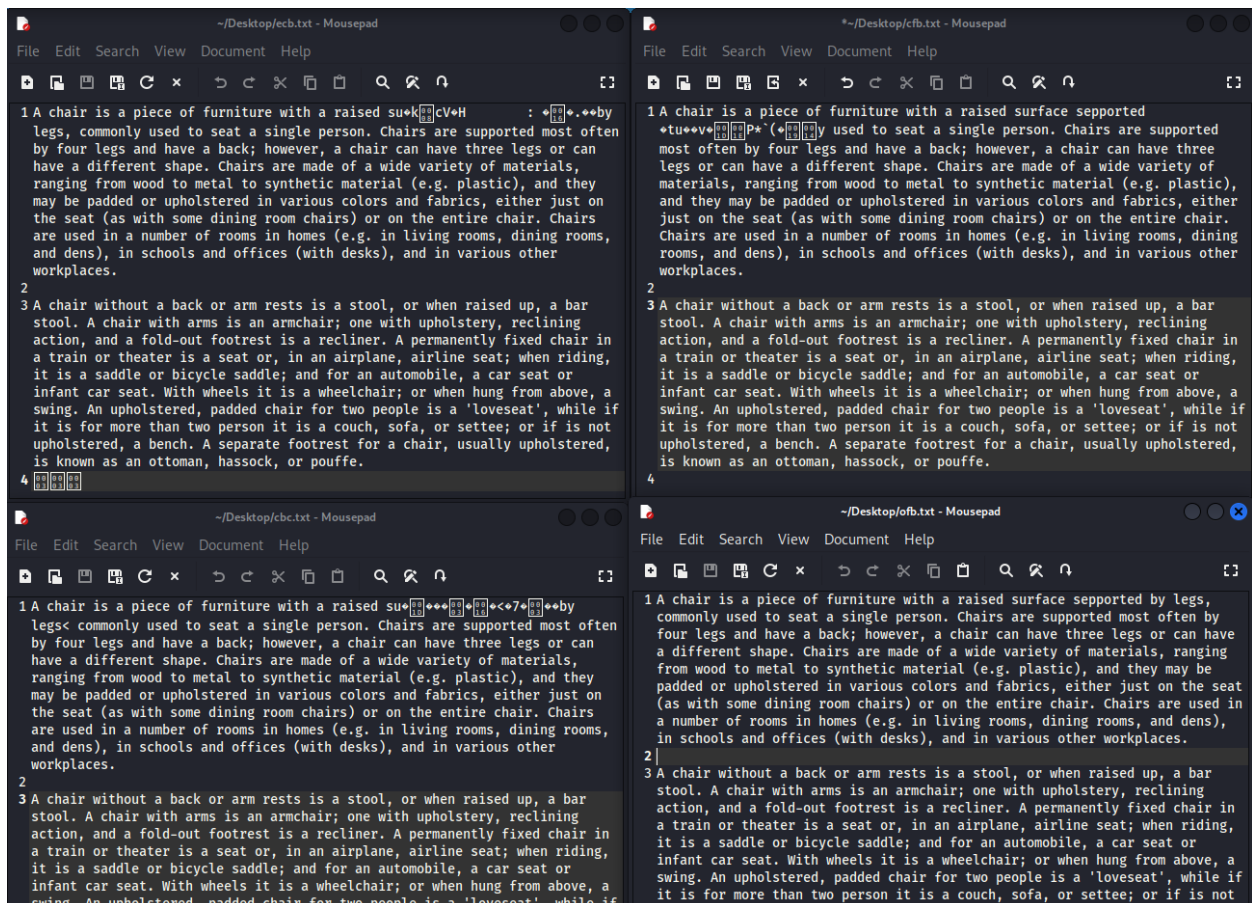 ~/Desktop/ecb.txt - Mousepad
File Edit Search View Document Help
1 A chair is a piece of furniture with a raised su�k cV�H : � �.��by
legs, commonly used to seat a single person. Chairs are supported most often
by four legs and have a back; however, a chair can have three legs or can
have a different shape. Chairs are made of a wide variety of materials,
ranging from wood to metal to synthetic material (e.g. plastic), and they
may be padded or upholstered in various colors and fabrics, either just on
the seat (as with some dining room chairs) or on the entire chair. Chairs
are used in a number of rooms in homes (e.g. in living rooms, dining rooms,
and dens), in schools and offices (with desks), and in various other
workplaces.
2
3 A chair without a back or arm rests is a stool, or when raised up, a bar
stool. A chair with arms is an armchair; one with upholstery, reclining
action, and a fold-out footrest is a recliner. A permanently fixed chair in
a train or theater is a seat or, in an airplane, airline seat; when riding,
it is a saddle or bicycle saddle; and for an automobile, a car seat or
infant car seat. With wheels it is a wheelchair; or when hung from above, a
swing. An upholstered, padded chair for two people is a 'loveseat', while if
it is for more than two person it is a couch, sofa, or settee; or if is not
upholstered, a bench. A separate footrest for a chair, usually upholstered,
is known as an ottoman, hassock, or pouffe.
4
*~/Desktop/cfb.txt - Mousepad
File Edit Search View Document Help
1 A chair is a piece of furniture with a raised surface sepported
�tu��v� P*`(� y used to seat a single person. Chairs are supported
most often by four legs and have a back; however, a chair can have three
legs or can have a different shape. Chairs are made of a wide variety of
materials, ranging from wood to metal to synthetic material (e.g. plastic),
and they may be padded or upholstered in various colors and fabrics, either
just on the seat (as with some dining room chairs) or on the entire chair.
Chairs are used in a number of rooms in homes (e.g. in living rooms, dining
rooms, and dens), in schools and offices (with desks), and in various other
workplaces.
2
3 A chair without a back or arm rests is a stool, or when raised up, a bar
stool. A chair with arms is an armchair; one with upholstery, reclining
action, and a fold-out footrest is a recliner. A permanently fixed chair in
a train or theater is a seat or, in an airplane, airline seat; when riding,
it is a saddle or bicycle saddle; and for an automobile, a car seat or
infant car seat. With wheels it is a wheelchair; or when hung from above, a
swing. An upholstered, padded chair for two people is a 'loveseat', while if
it is for more than two person it is a couch, sofa, or settee; or if is not
upholstered, a bench. A separate footrest for a chair, usually upholstered,
is known as an ottoman, hassock, or pouffe.
4
~/Desktop/cbc.txt - Mousepad
File Edit Search View Document Help
1 A chair is a piece of furniture with a raised su� ��� � �<�7� ��by
legs< commonly used to seat a single person. Chairs are supported most often
by four legs and have a back; however, a chair can have three legs or can
have a different shape. Chairs are made of a wide variety of materials,
ranging from wood to metal to synthetic material (e.g. plastic), and they
may be padded or upholstered in various colors and fabrics, either just on
the seat (as with some dining room chairs) or on the entire chair. Chairs
are used in a number of rooms in homes (e.g. in living rooms, dining rooms,
and dens), in schools and offices (with desks), and in various other
workplaces.
2
3 A chair without a back or arm rests is a stool, or when raised up, a bar
stool. A chair with arms is an armchair; one with upholstery, reclining
action, and a fold-out footrest is a recliner. A permanently fixed chair in
a train or theater is a seat or, in an airplane, airline seat; when riding,
it is a saddle or bicycle saddle; and for an automobile, a car seat or
infant car seat. With wheels it is a wheelchair; or when hung from above, a
swing. An upholstered, padded chair for two people is a 'loveseat', while if
~/Desktop/ofb.txt - Mousepad
File Edit Search View Document Help
1 A chair is a piece of furniture with a raised surface sepported by legs,
commonly used to seat a single person. Chairs are supported most often by
four legs and have a back; however, a chair can have three legs or can have
a different shape. Chairs are made of a wide variety of materials, ranging
from wood to metal to synthetic material (e.g. plastic), and they may be
padded or upholstered in various colors and fabrics, either just on the seat
(as with some dining room chairs) or on the entire chair. Chairs are used in
a number of rooms in homes (e.g. in living rooms, dining rooms, and dens),
in schools and offices (with desks), and in various other workplaces.
2
3 A chair without a back or arm rests is a stool, or when raised up, a bar
stool. A chair with arms is an armchair; one with upholstery, reclining
action, and a fold-out footrest is a recliner. A permanently fixed chair in
a train or theater is a seat or, in an airplane, airline seat; when riding,
it is a saddle or bicycle saddle; and for an automobile, a car seat or
infant car seat. With wheels it is a wheelchair; or when hung from above, a
swing. An upholstered, padded chair for two people is a 'loveseat', while if
it is for more than two person it is a couch, sofa, or settee; or if is not